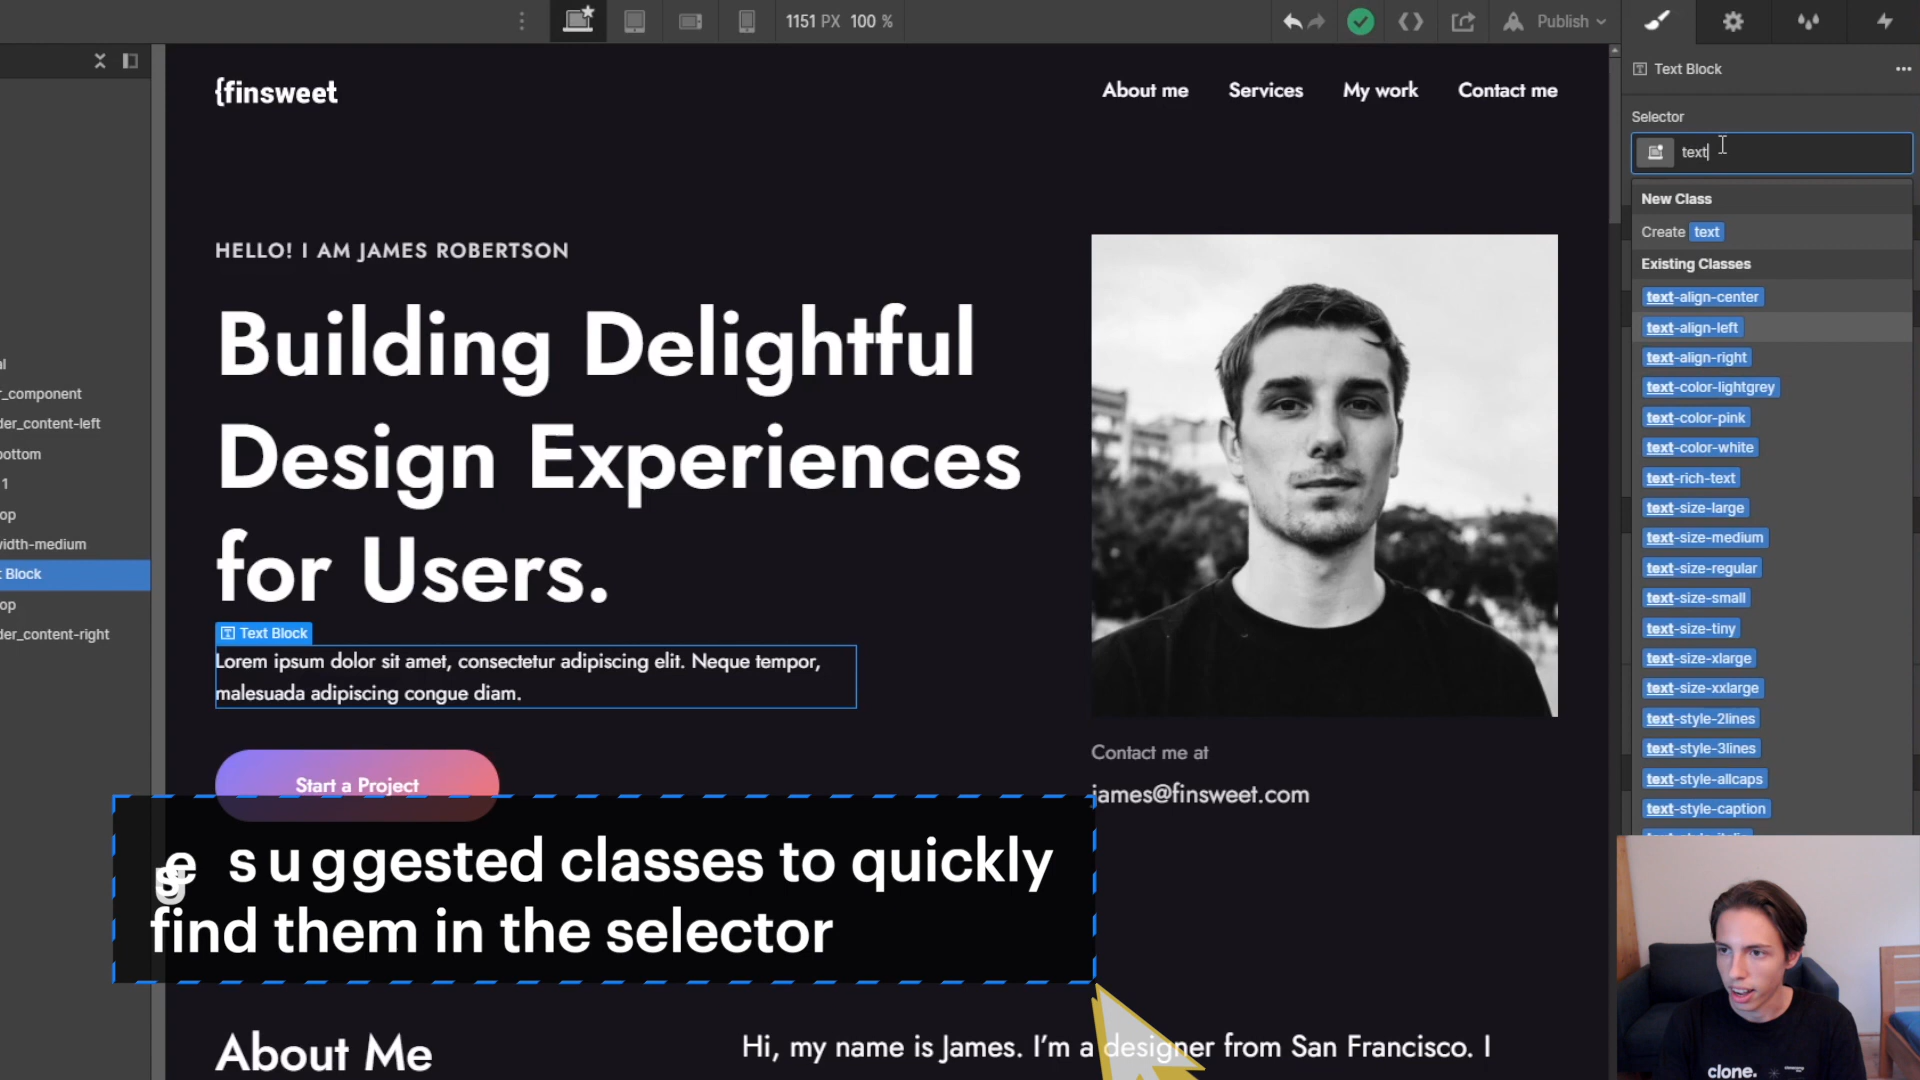 1151 PX 100 %
Publish
_component
der_content-left
bottom
1
op
width-medium
t Block
op
der_content-right
{finsweet
About me
Services
My work
Contact me
HELLO! I AM JAMES ROBERTSON
Building Delightful
Design Experiences
for Users.
Text Block
Lorem ipsum dolor sit amet, consectetur adipiscing elit. Neque tempor,
malesuada adipiscing congue diam.
Start a Project
Contact me at
james@finsweet.com
suggested classes to quickly
find them in the selector
About Me
Hi, my name is James. I'm a designer from San Francisco. I
Text Block
Selector
text
New Class
Create text
Existing Classes
text-align-center
text-align-left
text-align-right
text-color-lightgrey
text-color-pink
text-color-white
text-rich-text
text-size-large
text-size-medium
text-size-regular
text-size-small
text-size-tiny
text-size-xlarge
text-size-xxlarge
text-style-2lines
text-style-3lines
text-style-allcaps
text-style-caption
clone.